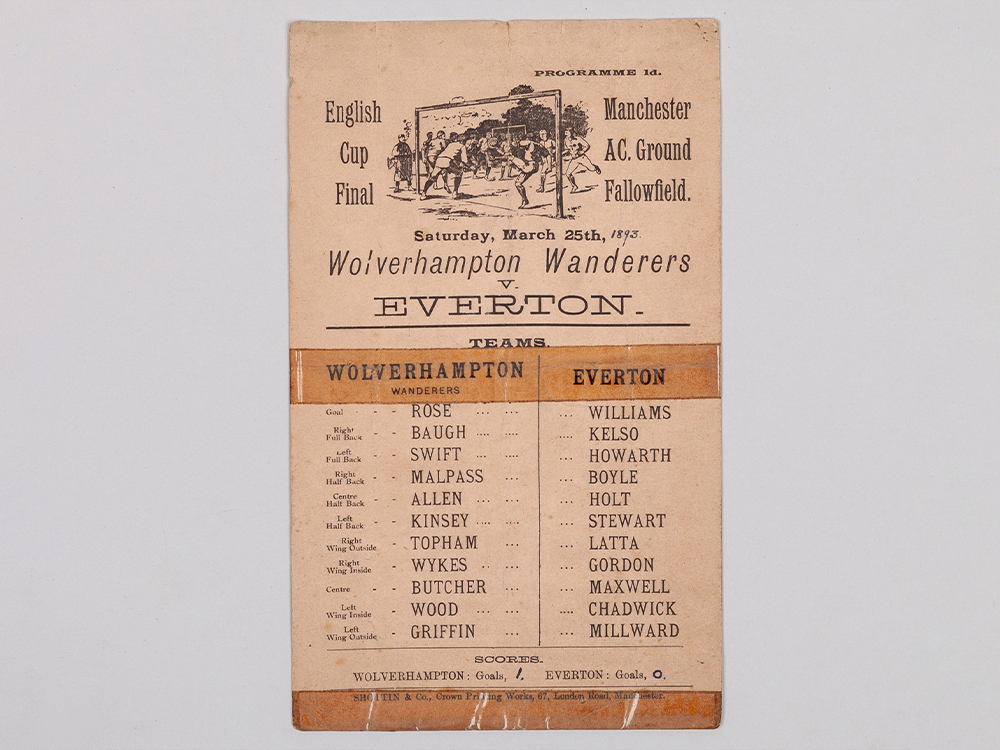 PROGRAMME 1d.
English Cup Final
Manchester AC. Ground Fallowfield.
Saturday, March 25th, 1893.
Wolverhampton Wanderers
V.
EVERTON.
TEAMS.
WOLVERHAMPTON WANDERERS EVERTON
Goal - - - ROSE ... ... ... WILLIAMS
Right Full Back - - BAUGH .... .... .... KELSO
Left Full Back - - SWIFT ... .... ... HOWARTH
Right Half Back - - MALPASS ... ... BOYLE
Centre Half Back - - ALLEN ... ... ... HOLT
Left Half Back - - KINSEY .... .... ... STEWART
Right Wing Outside - TOPHAM ... ... LATTA
Right Wing Inside - WYKES .. ... ... GORDON
Centre - - BUTCHER ... ... MAXWELL
Left Wing Inside - WOOD ... ... .... CHADWICK
Left Wing Outside - GRIFFIN ... ... MILLWARD
SCORES.
WOLVERHAMPTON: Goals, 1. EVERTON: Goals, 0.
& Co., Crown Printing Works, 67, London Road, Manchester.